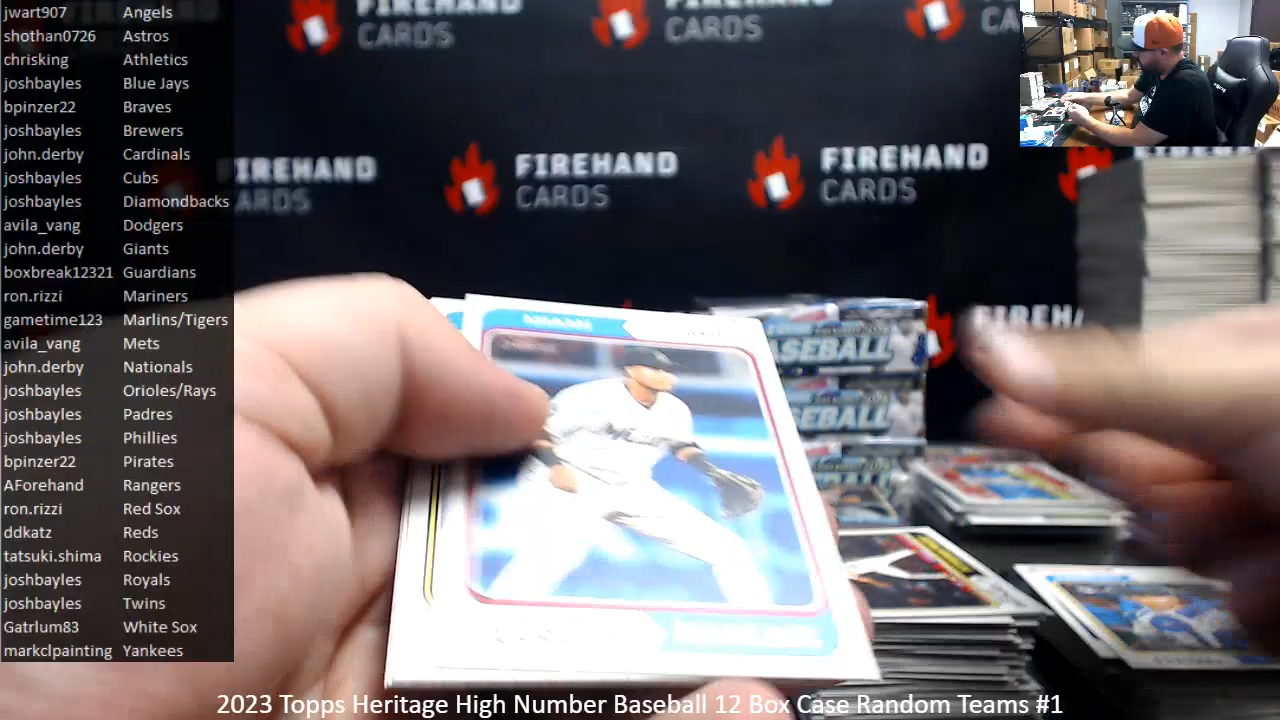 jwart907 Angels
shothan0726 Astros
chrisking Athletics
joshbayles Blue Jays
bpinzer22 Braves
joshbayles Brewers
john.derby Cardinals
joshbayles Cubs
joshbayles Diamondbacks
avila_vang Dodgers
john.derby Giants
boxbreak12321 Guardians
ron.rizzi Mariners
gametime123 Marlins/Tigers
avila_vang Mets
john.derby Nationals
joshbayles Orioles/Rays
joshbayles Padres
joshbayles Phillies
bpinzer22 Pirates
AForehand Rangers
ron.rizzi Red Sox
ddkatz Reds
tatsuki.shima Rockies
joshbayles Royals
joshbayles Twins
Gatrlum83 White Sox
markclpainting Yankees
FIREHAND
CARDS
CARDS
CA
FIREHAND
CARDS
FIREHAND
CARDS
FIREHAND
CARDS
FIREH
MIAMI
MARLINS
BASEBALL
BASEBALL
2023 Topps Heritage High Number Baseball 12 Box Case Random Teams #1